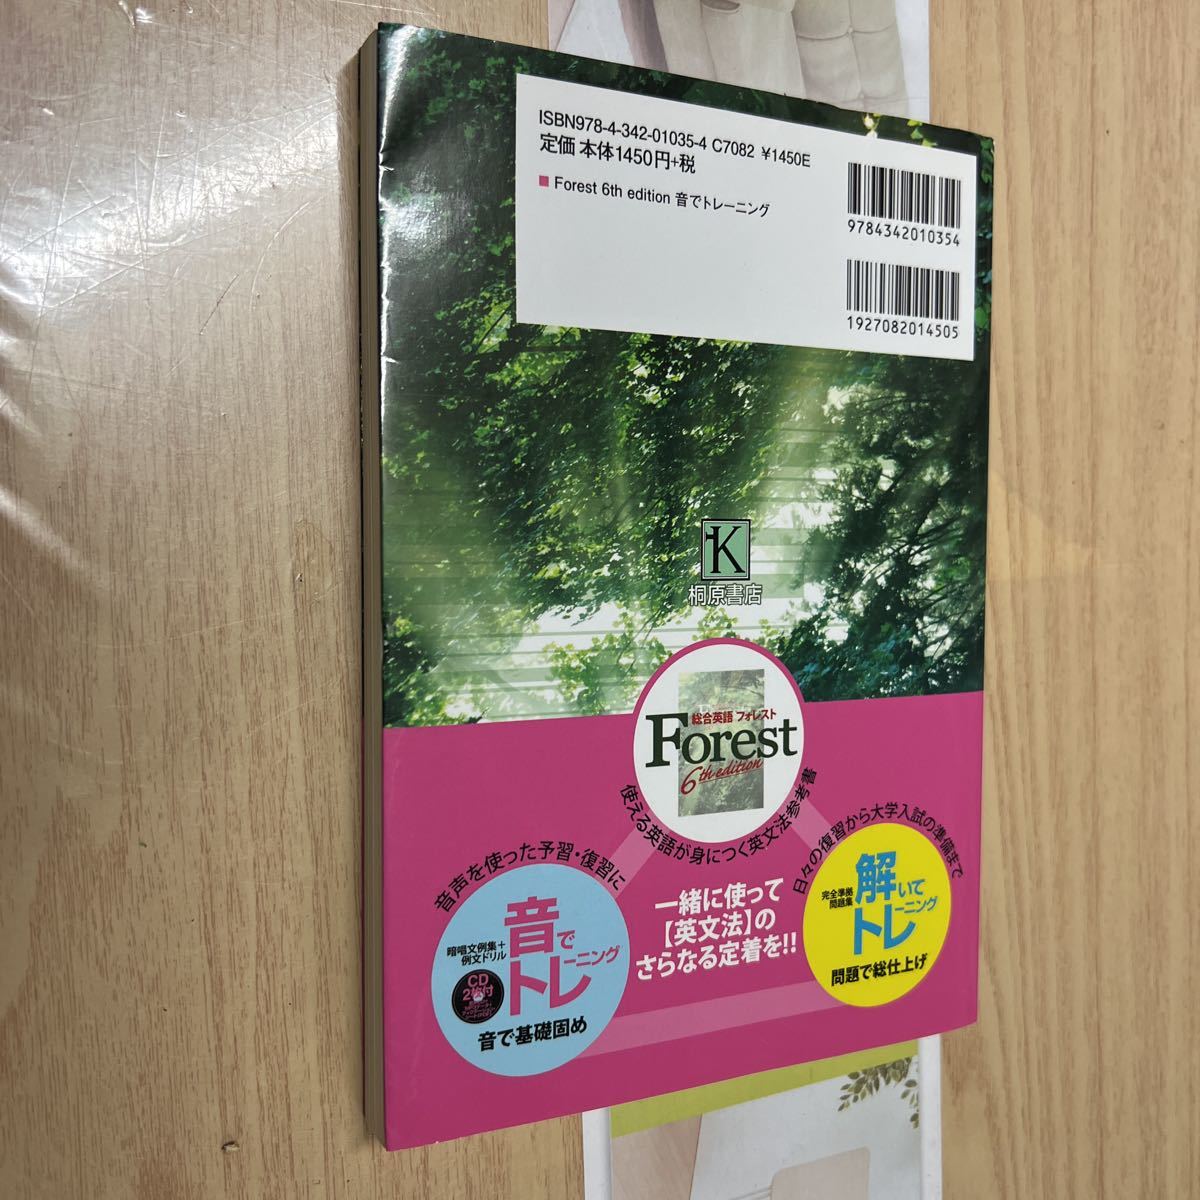 ISBN978-4-342-01035-4 C7082 ¥1450E
定価 本体1450円+税
■ Forest 6th edition 音でトレーニング
9784342010354
1927082014505
K
桐原書店
総合英語 フォレスト
Forest
6th edition
使える英語が身につく英文法参考書
音声を使った予習・復習に
暗唱文例集+
例文ドリル
音でトレーニング
CD
2枚付
音で基礎固め
一緒に使って
【英文法】の
さらなる定着を!!
日々の復習から大学入試の準備まで
完全準拠
問題集
解いてトレーニング
問題で総仕上げ